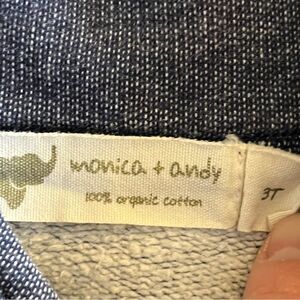 monica + andy
100% organic cotton
3T